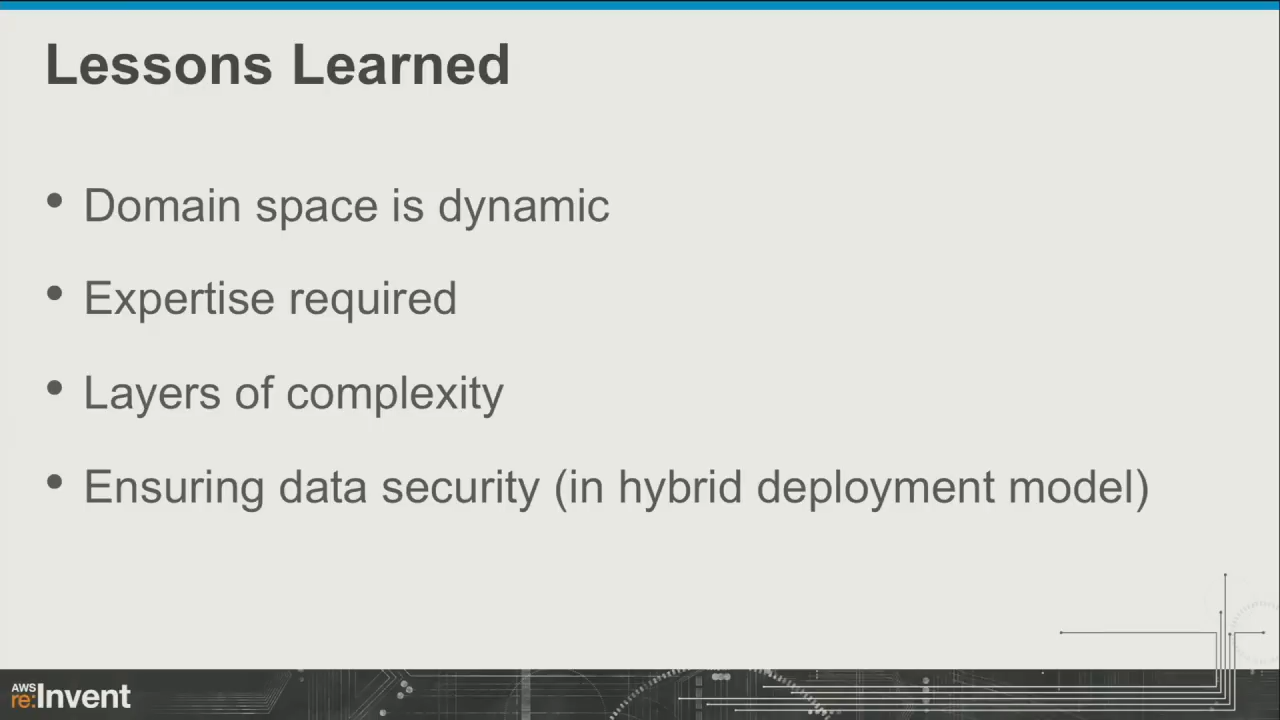 Lessons Learned
• Domain space is dynamic
• Expertise required
• Layers of complexity
• Ensuring data security (in hybrid deployment model)
AWS
re:Invent